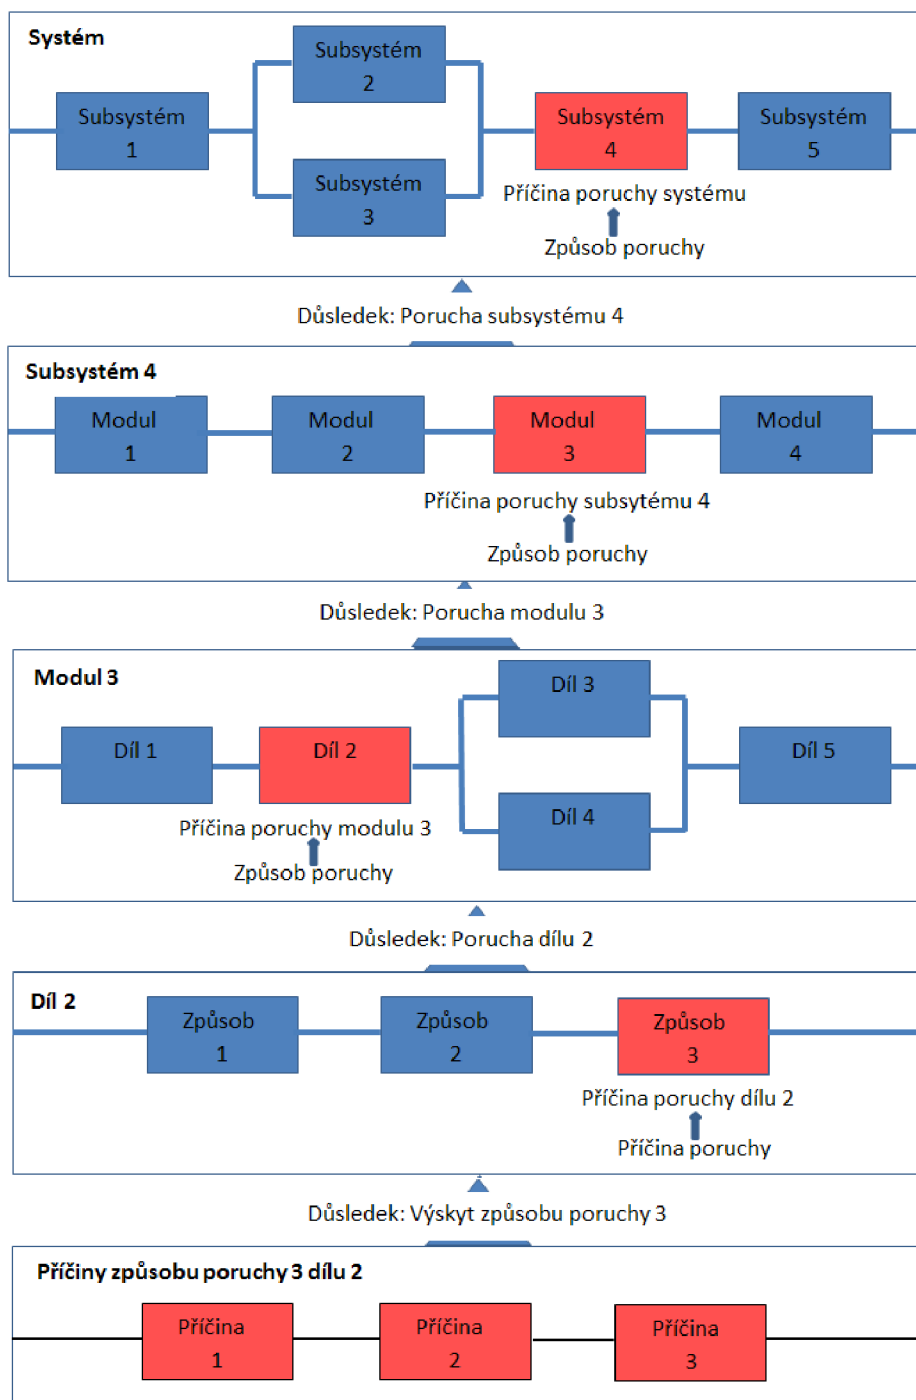 Systém
Subsystém
2
Subsystém
1
Subsystém
4
Subsystém
5
Subsystém
3
Příčina poruchy systému
Způsob poruchy
Důsledek: Porucha subsystému 4
Subsystém 4
Modul
1
Modul
2
Modul
3
Modul
4
Příčina poruchy subsytému 4
Způsob poruchy
Důsledek: Porucha modulu 3
Modul 3
Díl 3
Díl 1
Díl 2
Díl 5
Díl 4
Příčina poruchy modulu 3
Způsob poruchy
Důsledek: Porucha dílu 2
Díl 2
Způsob
1
Způsob
2
Způsob
3
Příčina poruchy dílu 2
Příčina poruchy
Důsledek: Výskyt způsobu poruchy 3
Příčiny způsobu poruchy 3 dílu 2
Příčina
1
Příčina
2
Příčina
3